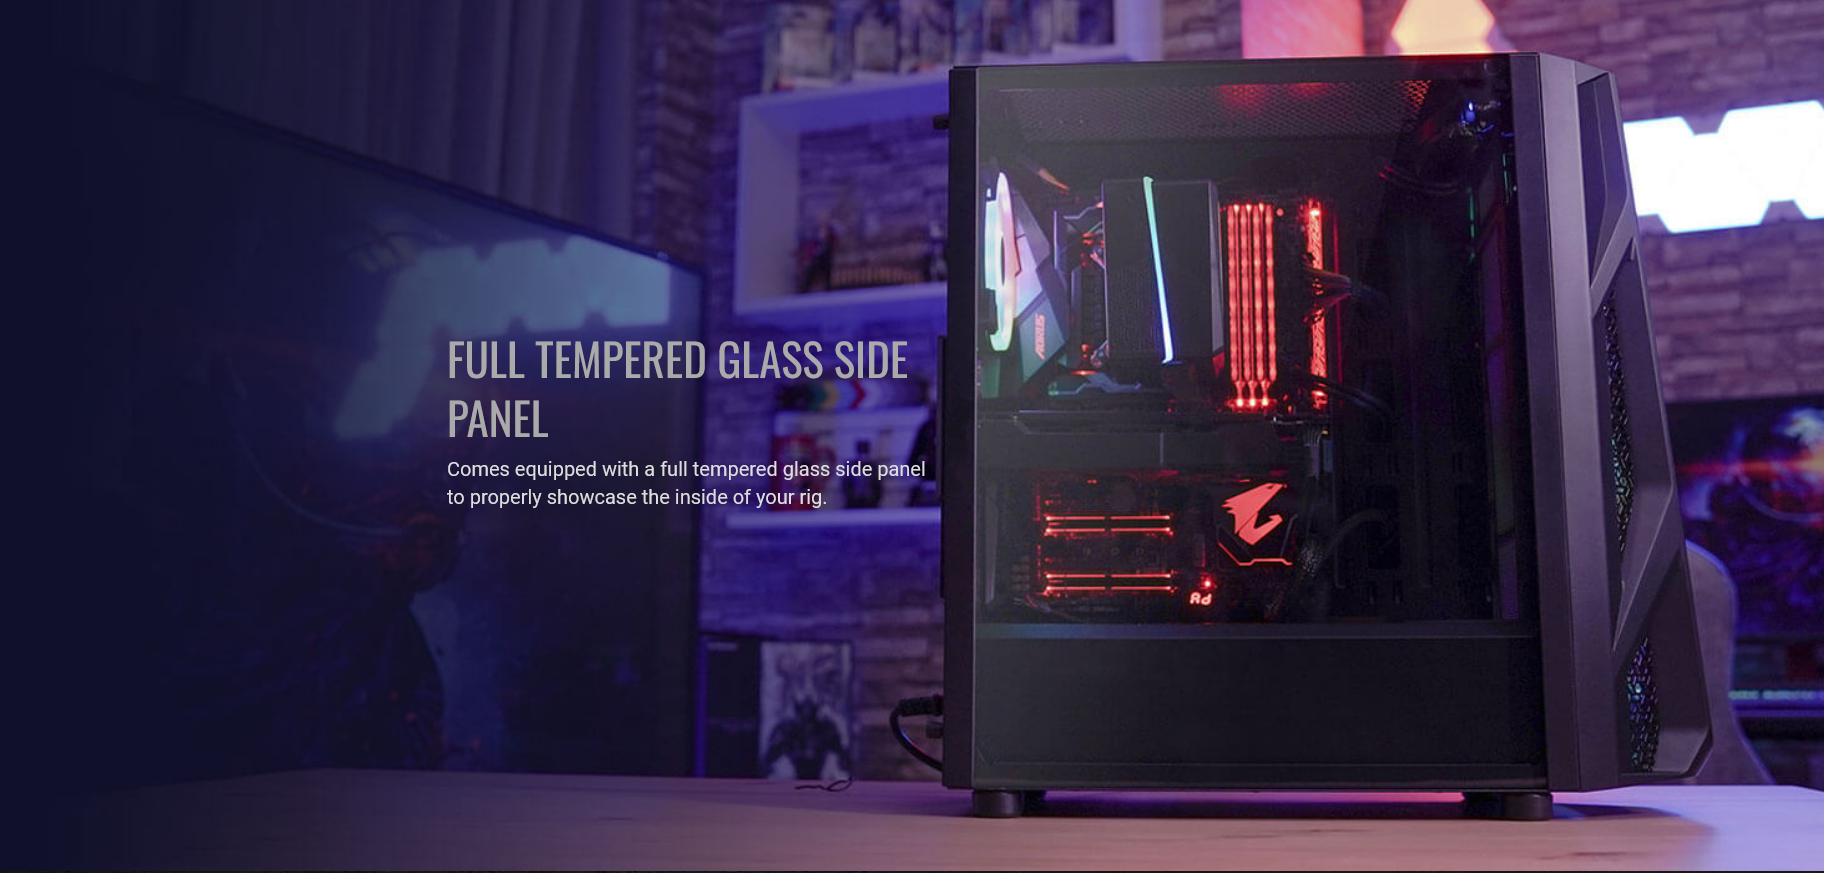 FULL TEMPERED GLASS SIDE
PANEL
Comes equipped with a full tempered glass side panel
to properly showcase the inside of your rig.
AORUS